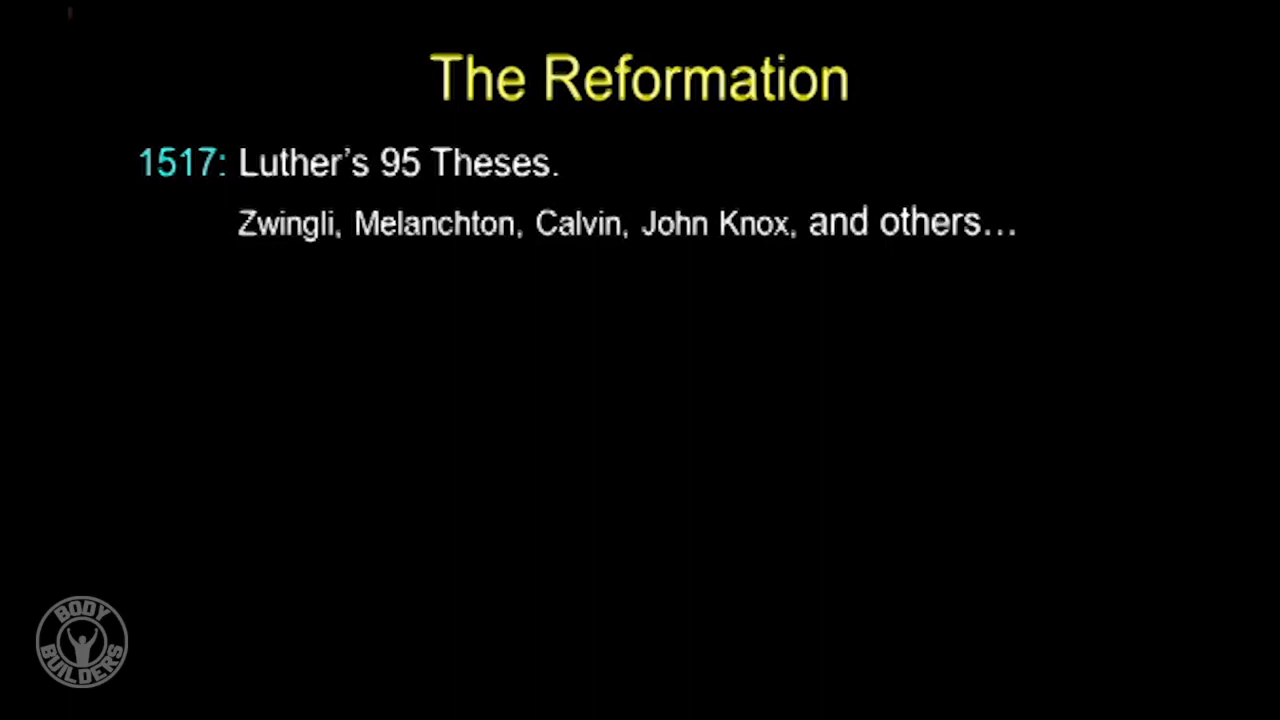 The Reformation
1517: Luther’s 95 Theses.
Zwingli, Melanchton, Calvin, John Knox, and others…
BODY
BUILDERS